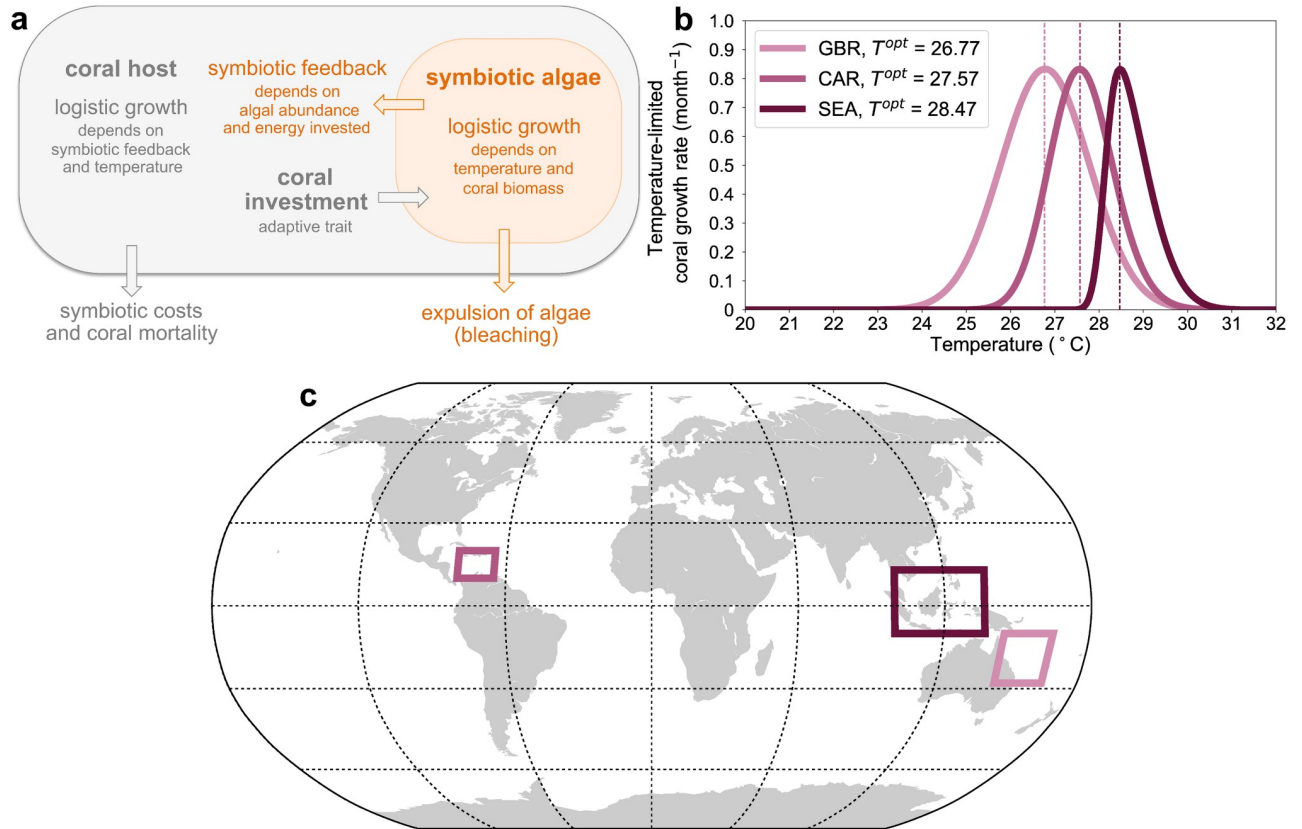 a
coral host
logistic growth
depends on
symbiotic feedback
and temperature
symbiotic feedback
depends on
algal abundance
and energy invested
coral
investment
adaptive trait
symbiotic algae
logistic growth
depends on
temperature and
coral biomass
symbiotic costs
and coral mortality
expulsion of algae
(bleaching)
b
Temperature-limited
coral growth rate (month⁻¹)
1.0
0.9
0.8
0.7
0.6
0.5
0.4
0.3
0.2
0.1
0
GBR, T^opt = 26.77
CAR, T^opt = 27.57
SEA, T^opt = 28.47
20 21 22 23 24 25 26 27 28 29 30 31 32
Temperature (°C)
c